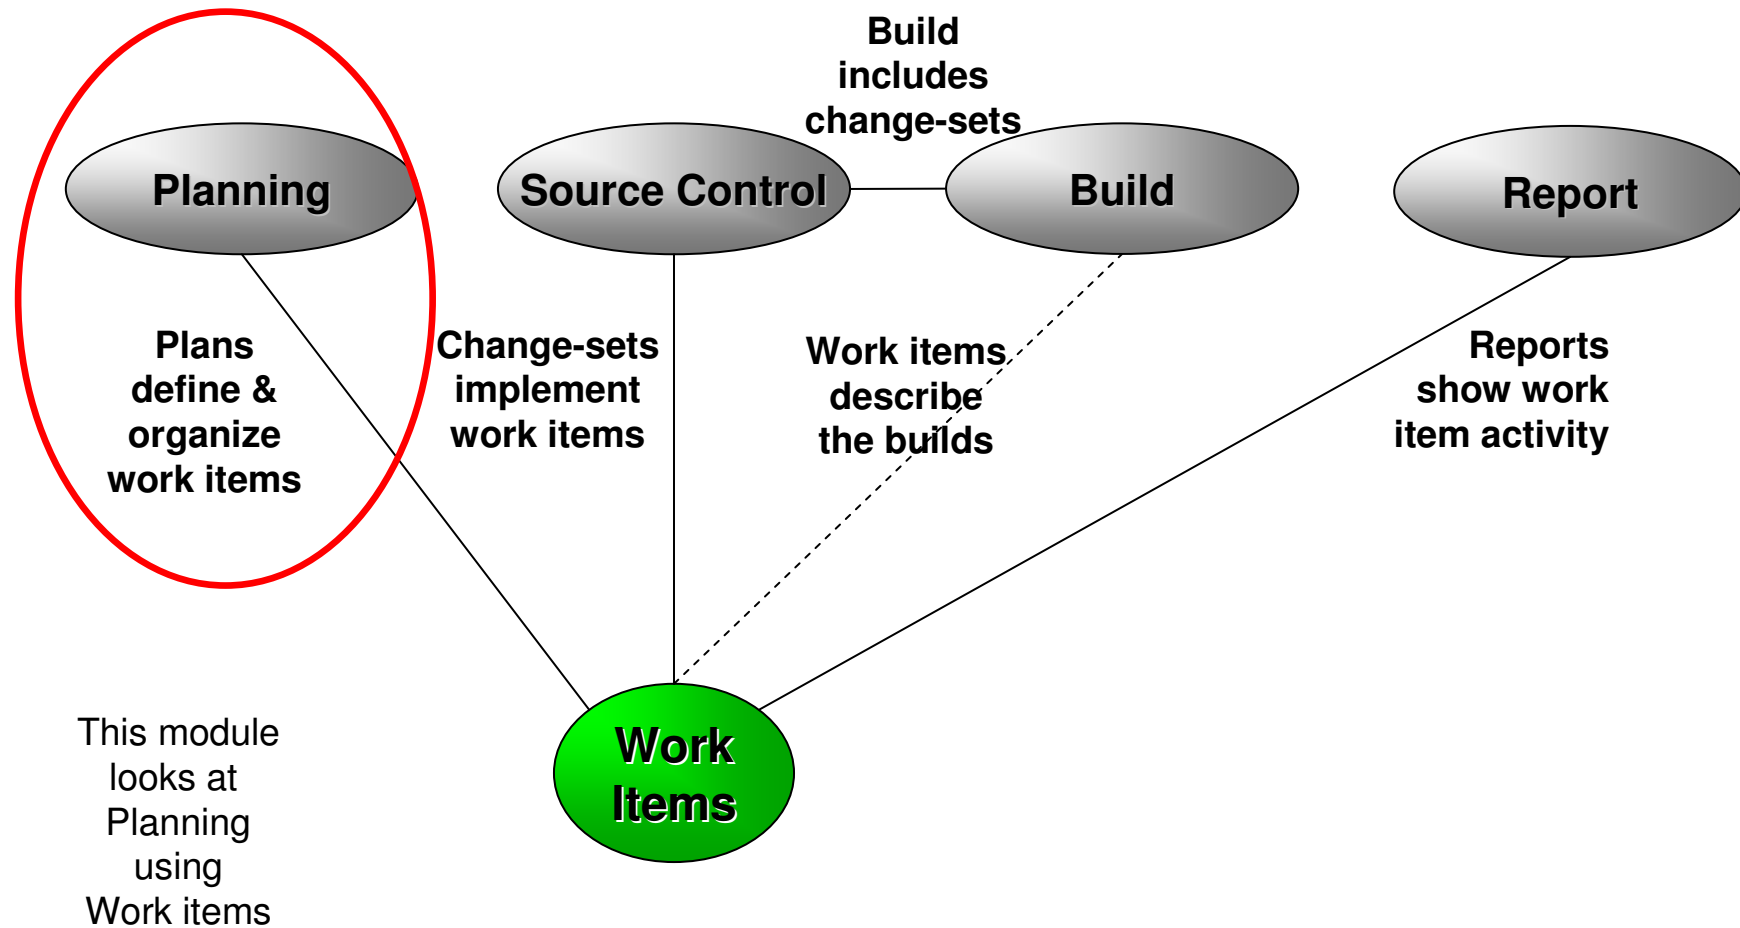 Build
includes
change-sets
Planning
Source Control
Build
Report
Plans
define &
organize
work items
Change-sets
implement
work items
Work items
describe
the builds
Reports
show work
item activity
Work
Items
This module
looks at
Planning
using
Work items